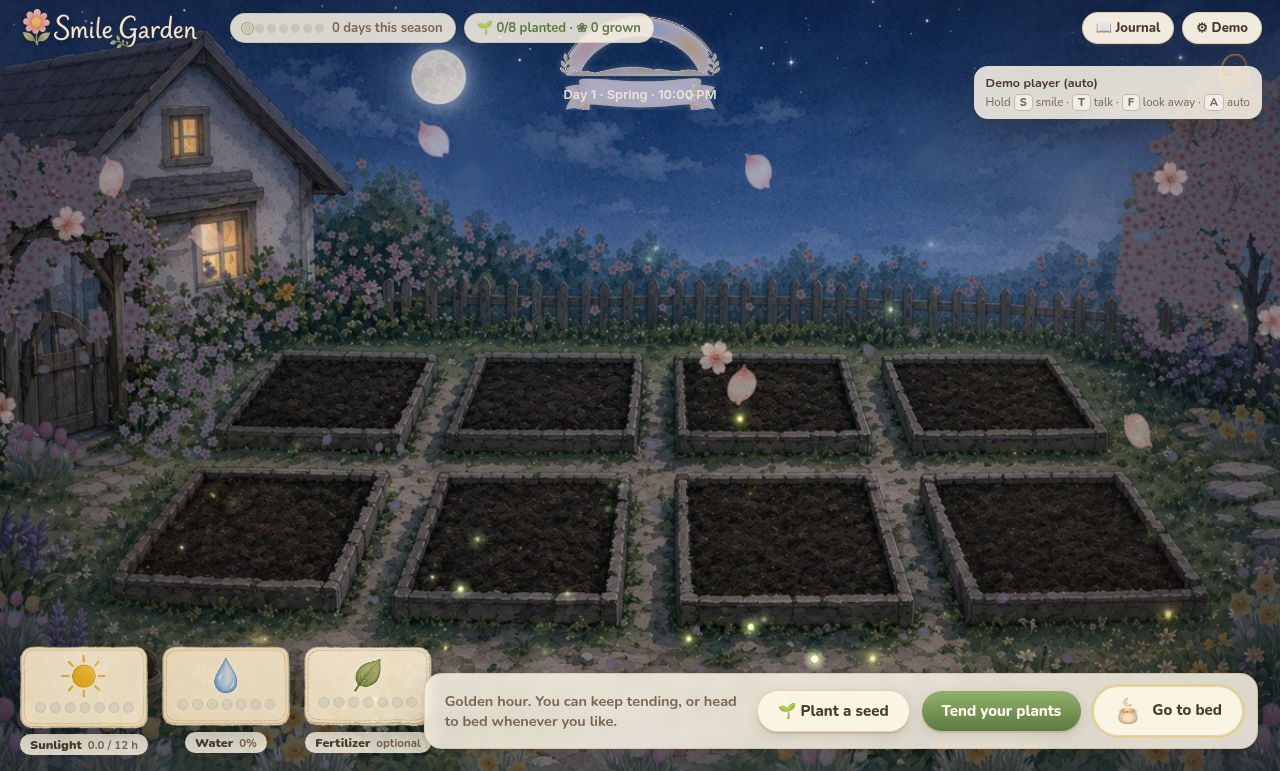 Smile Garden
0 days this season
0/8 planted · 0 grown
Journal
Demo
Day 1 · Spring · 10:00 PM
Demo player (auto)
Hold S smile · T talk · F look away · A auto
Sunlight 0.0 / 12 h
Water 0%
Fertilizer optional
Golden hour. You can keep tending, or head
to bed whenever you like.
Plant a seed
Tend your plants
Go to bed